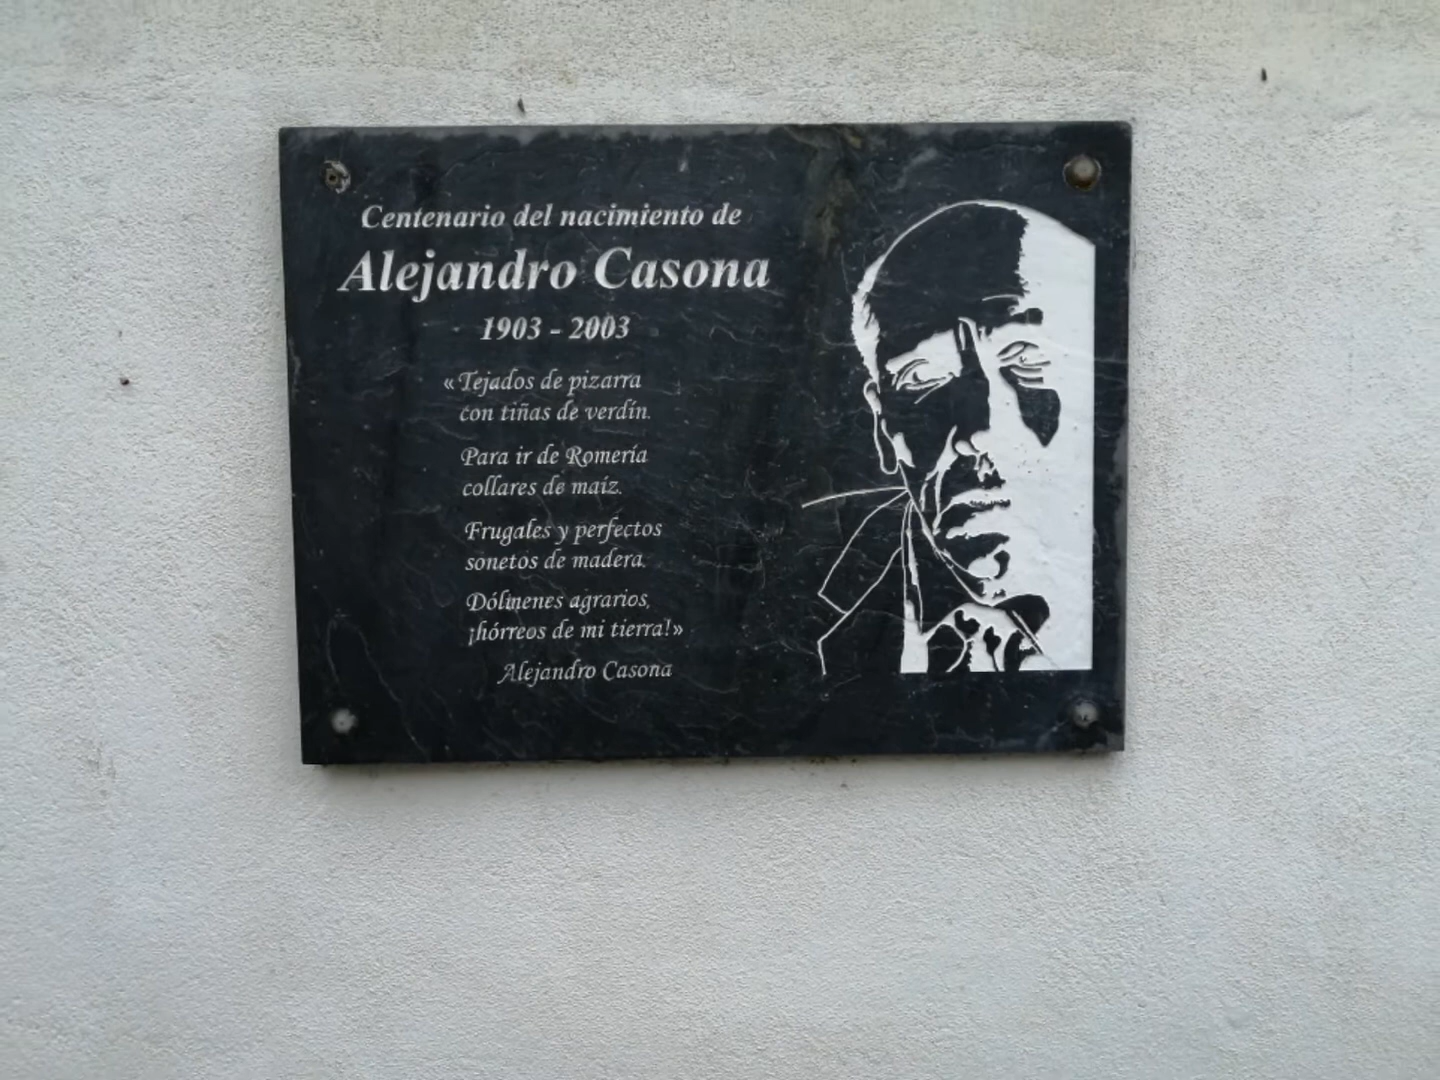 Centenario del nacimiento de
Alejandro Casona
1903 - 2003
«Tejados de pizarra
con tiñas de verdín.
Para ir de Romería
collares de maíz.
Frugales y perfectos
sonetos de madera.
Dólmenes agrarios,
¡hórreos de mi tierra!»
Alejandro Casona